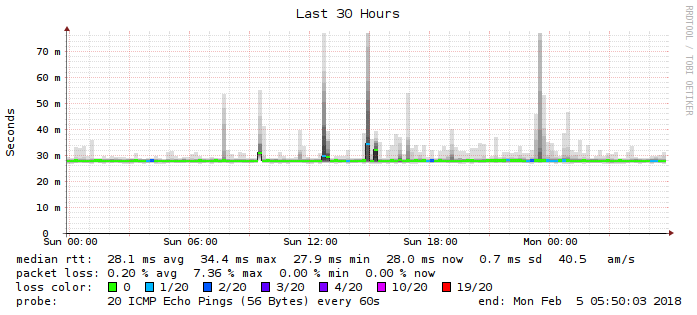 Last 30 Hours
RRDTOOL / TOBI OETIKER
Seconds
70 m
60 m
50 m
40 m
30 m
20 m
10 m
0
Sun 00:00 Sun 06:00 Sun 12:00 Sun 18:00 Mon 00:00
median rtt: 28.1 ms avg 34.4 ms max 27.9 ms min 28.0 ms now 0.7 ms sd 40.5 am/s
packet loss: 0.20 % avg 7.36 % max 0.00 % min 0.00 % now
loss color: 0 1/20 2/20 3/20 4/20 10/20 19/20
probe: 20 ICMP Echo Pings (56 Bytes) every 60s end: Mon Feb 5 05:50:03 2018